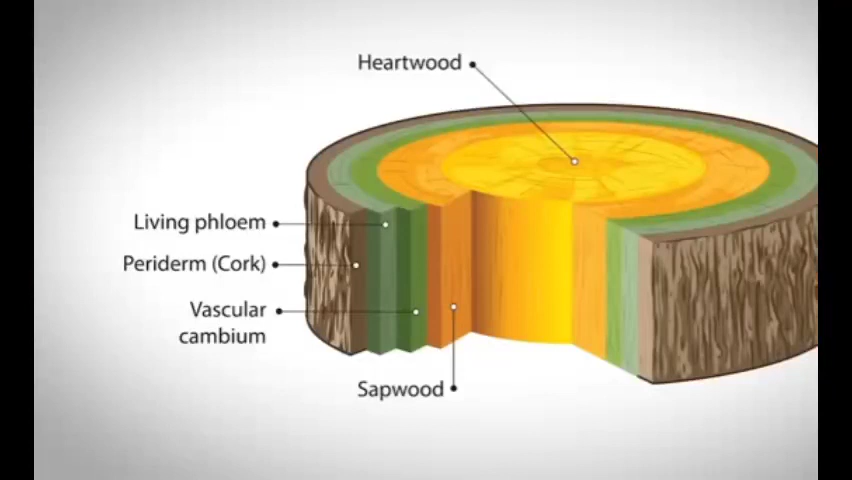 Heartwood
Living phloem
Periderm (Cork)
Vascular
cambium
Sapwood